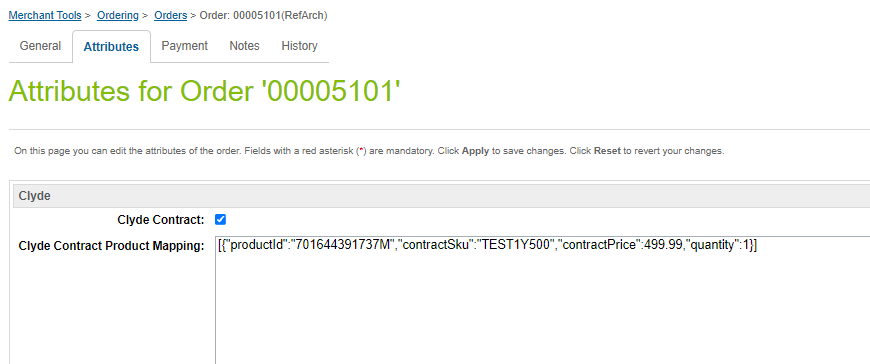 Merchant Tools > Ordering > Orders > Order: 00005101(RefArch)
General Attributes Payment Notes History
Attributes for Order '00005101'
On this page you can edit the attributes of the order. Fields with a red asterisk (*) are mandatory. Click Apply to save changes. Click Reset to revert your changes.
Clyde
Clyde Contract:
Clyde Contract Product Mapping: [{"productId":"701644391737M","contractSku":"TEST1Y500","contractPrice":499.99,"quantity":1}]